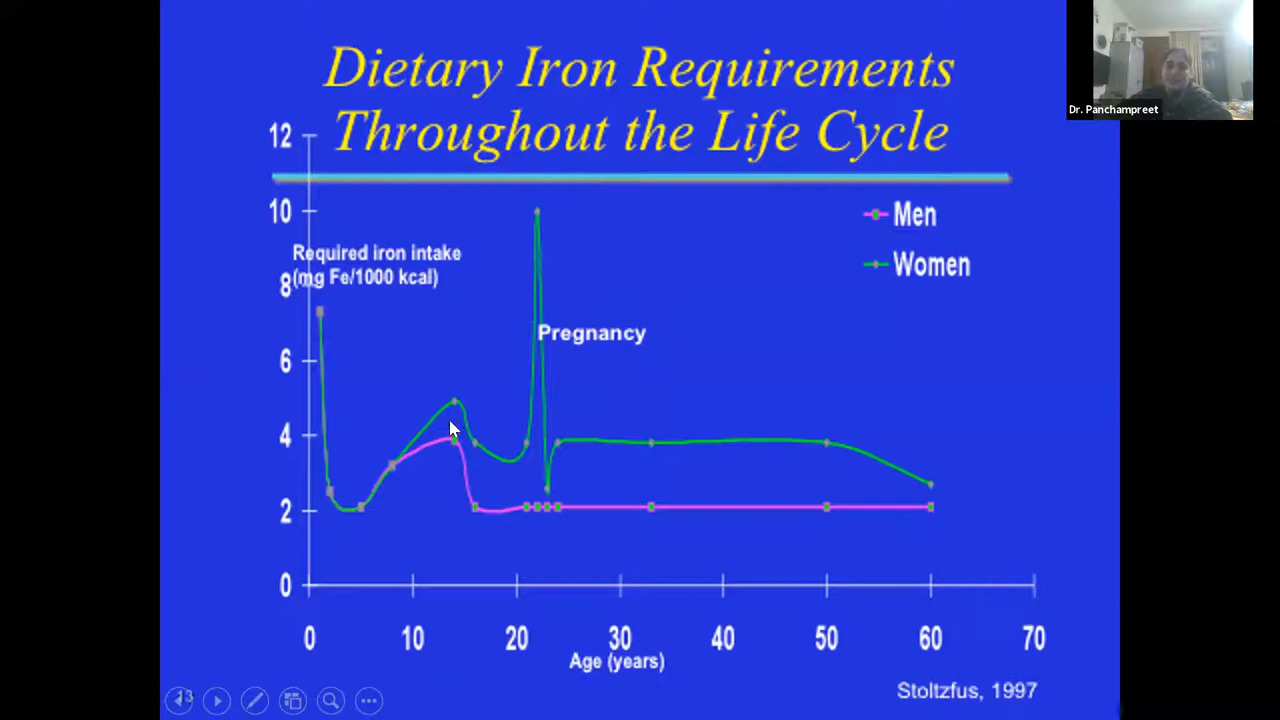 Dietary Iron Requirements
Throughout the Life Cycle
Dr. Panchampreet
12
10
8
6
4
2
0
Required iron intake
(mg Fe/1000 kcal)
Men
Women
Pregnancy
0 10 20 30 40 50 60 70
Age (years)
Stoltzfus, 1997
13